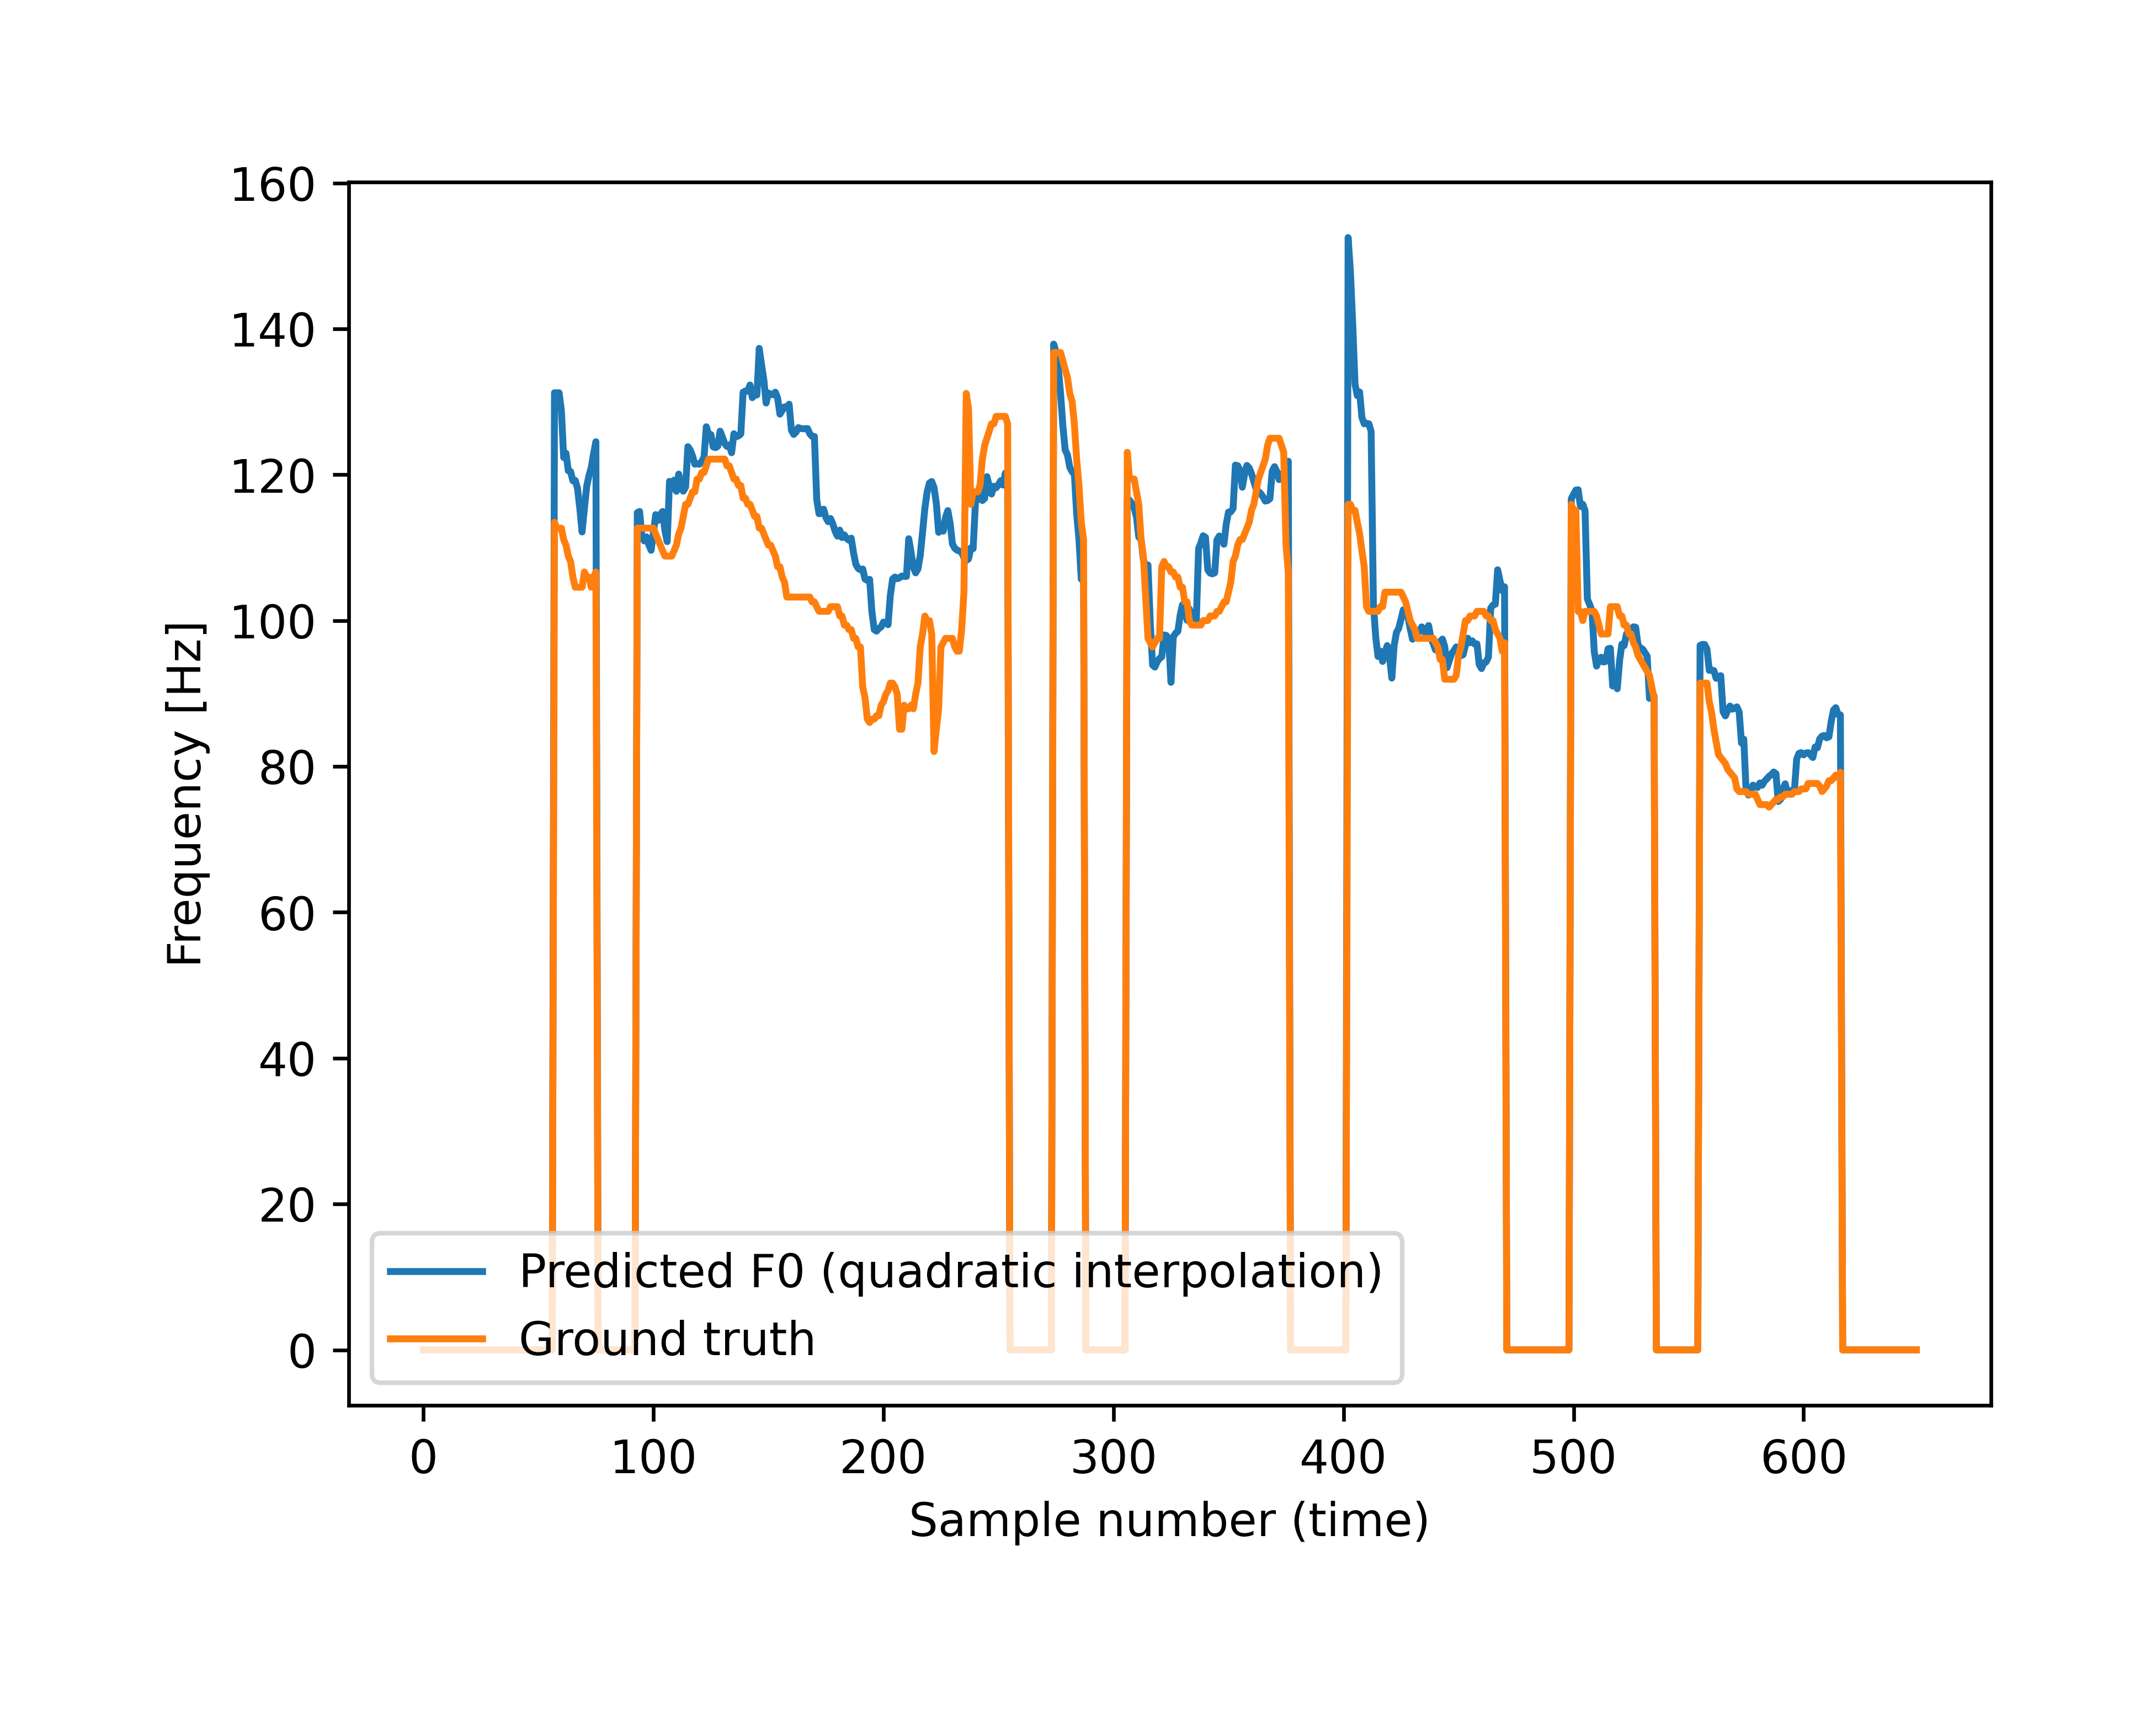 160
140
120
100
80
60
40
20
0
Frequency [Hz]
Predicted F0 (quadratic interpolation)
Ground truth
0 100 200 300 400 500 600
Sample number (time)